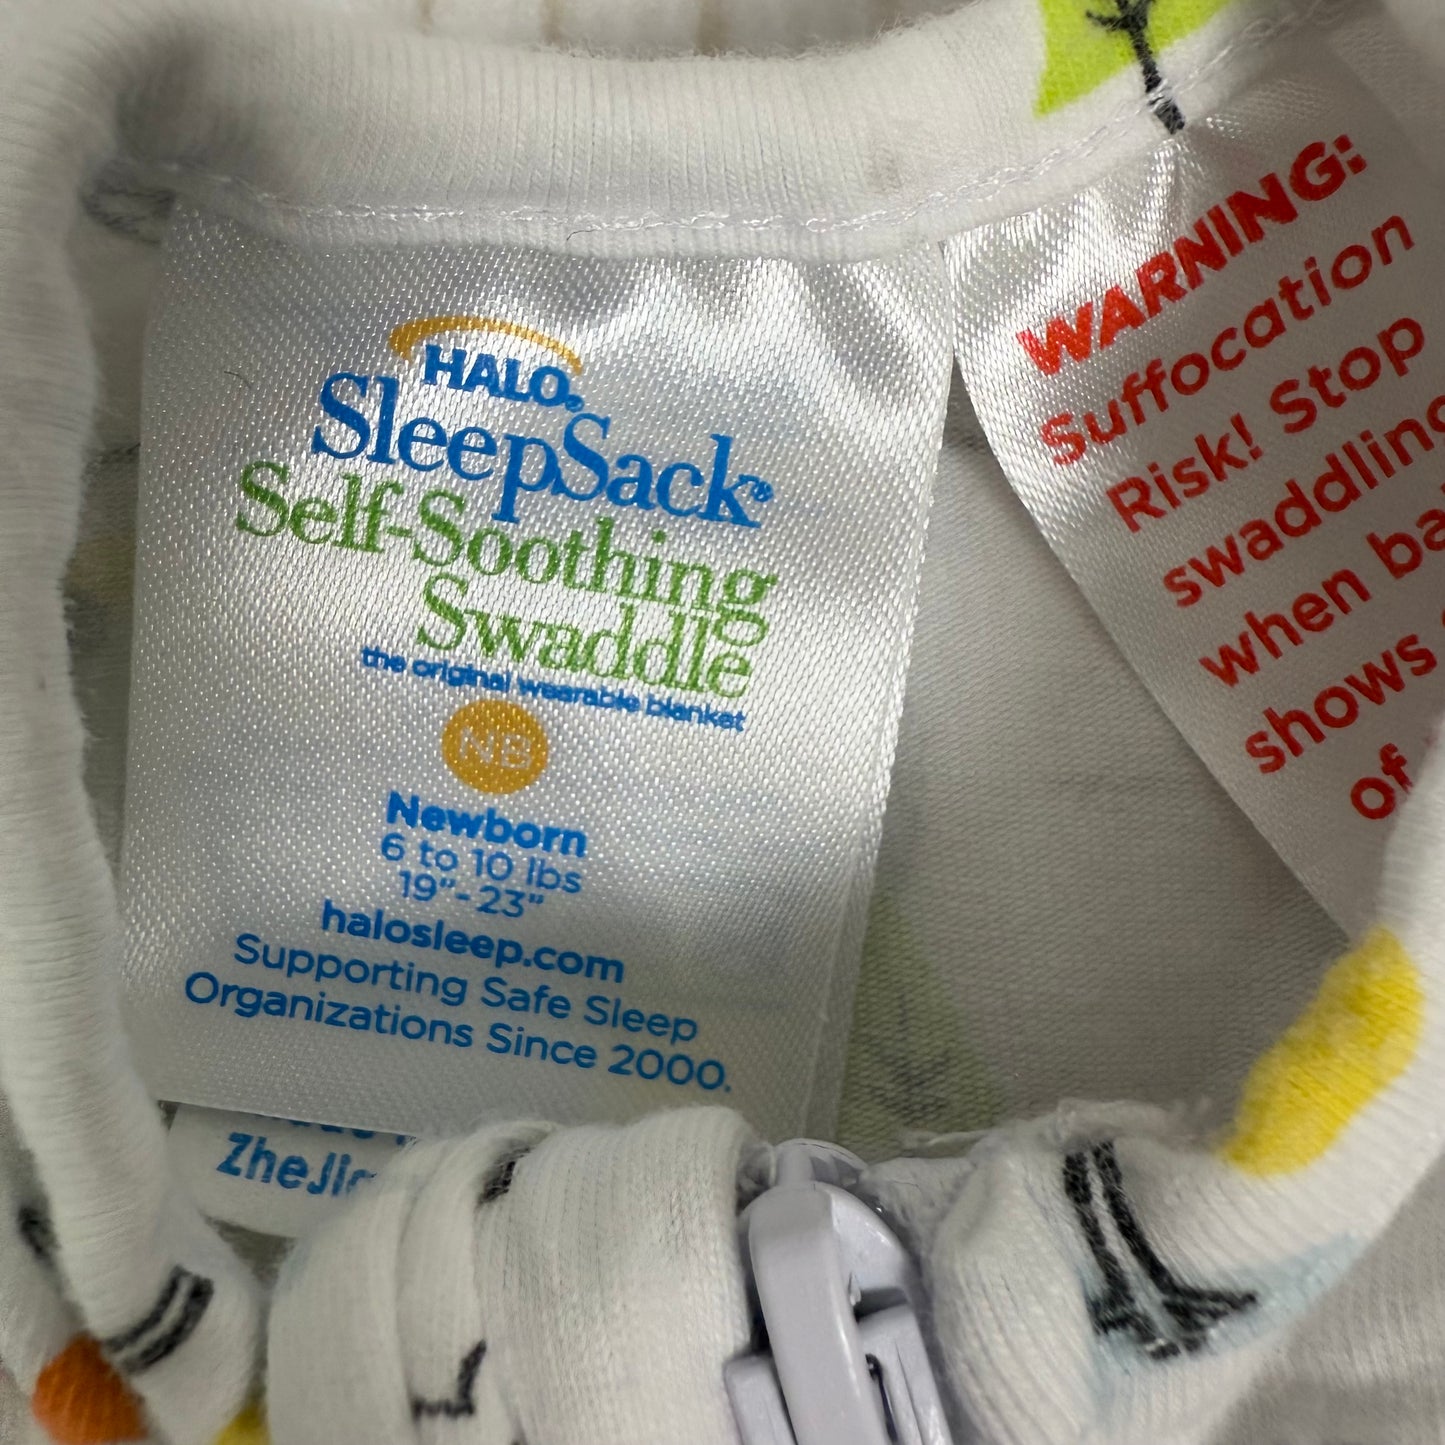 HALO®
SleepSack®
Self-Soothing
Swaddle
the original wearable blanket
NB
Newborn
6 to 10 lbs
19”- 23”
halosleep.com
Supporting Safe Sleep
Organizations Since 2000.
WARNING:
Suffocation
Risk! Stop
swaddling
when
shows
of